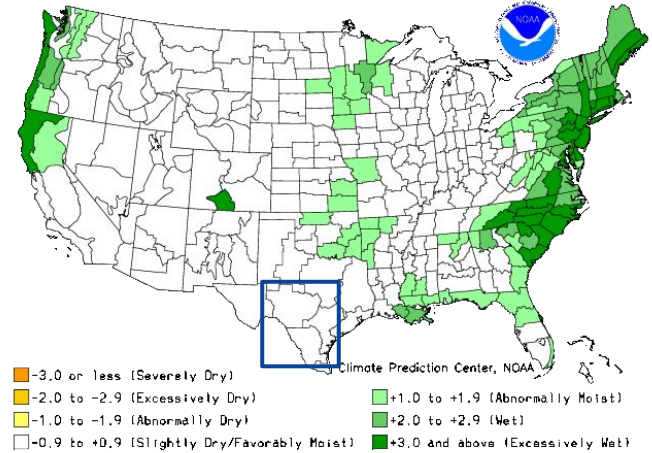 NOAA
Climate Prediction Center, NOAA
-3.0 or less (Severely Dry)
-2.0 to -2.9 (Excessively Dry)
-1.0 to -1.9 (Abnormally Dry)
-0.9 to +0.9 (Slightly Dry/Favorably Moist)
+1.0 to +1.9 (Abnormally Moist)
+2.0 to +2.9 (Wet)
+3.0 and above (Excessively Wet)